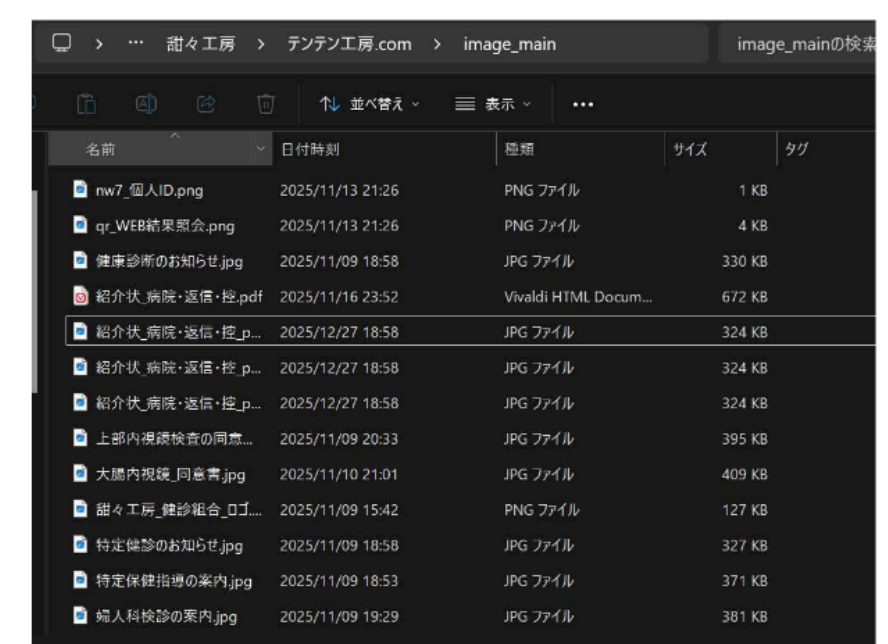 … 甜々工房 > テンテン工房.com > image_main image_mainの検索
並べ替え 表示 …
名前 日付時刻 種類 サイズ タグ
nw7_個人ID.png 2025/11/13 21:26 PNG ファイル 1 KB
qr_WEB結果照会.png 2025/11/13 21:26 PNG ファイル 4 KB
健康診断のお知らせ.jpg 2025/11/09 18:58 JPG ファイル 330 KB
紹介状_病院・返信・控.pdf 2025/11/16 23:52 Vivaldi HTML Docum... 672 KB
紹介状_病院・返信・控_p... 2025/12/27 18:58 JPG ファイル 324 KB
紹介状_病院・返信・控_p... 2025/12/27 18:58 JPG ファイル 324 KB
紹介状_病院・返信・控_p... 2025/12/27 18:58 JPG ファイル 324 KB
上部内視鏡検査の同意... 2025/11/09 20:33 JPG ファイル 395 KB
大腸内視鏡_同意書.jpg 2025/11/10 21:01 JPG ファイル 409 KB
甜々工房_健診組合_ロゴ.... 2025/11/09 15:42 PNG ファイル 127 KB
特定健診のお知らせ.jpg 2025/11/09 18:58 JPG ファイル 327 KB
特定保健指導の案内.jpg 2025/11/09 18:53 JPG ファイル 371 KB
婦人科検診の案内.jpg 2025/11/09 19:29 JPG ファイル 381 KB